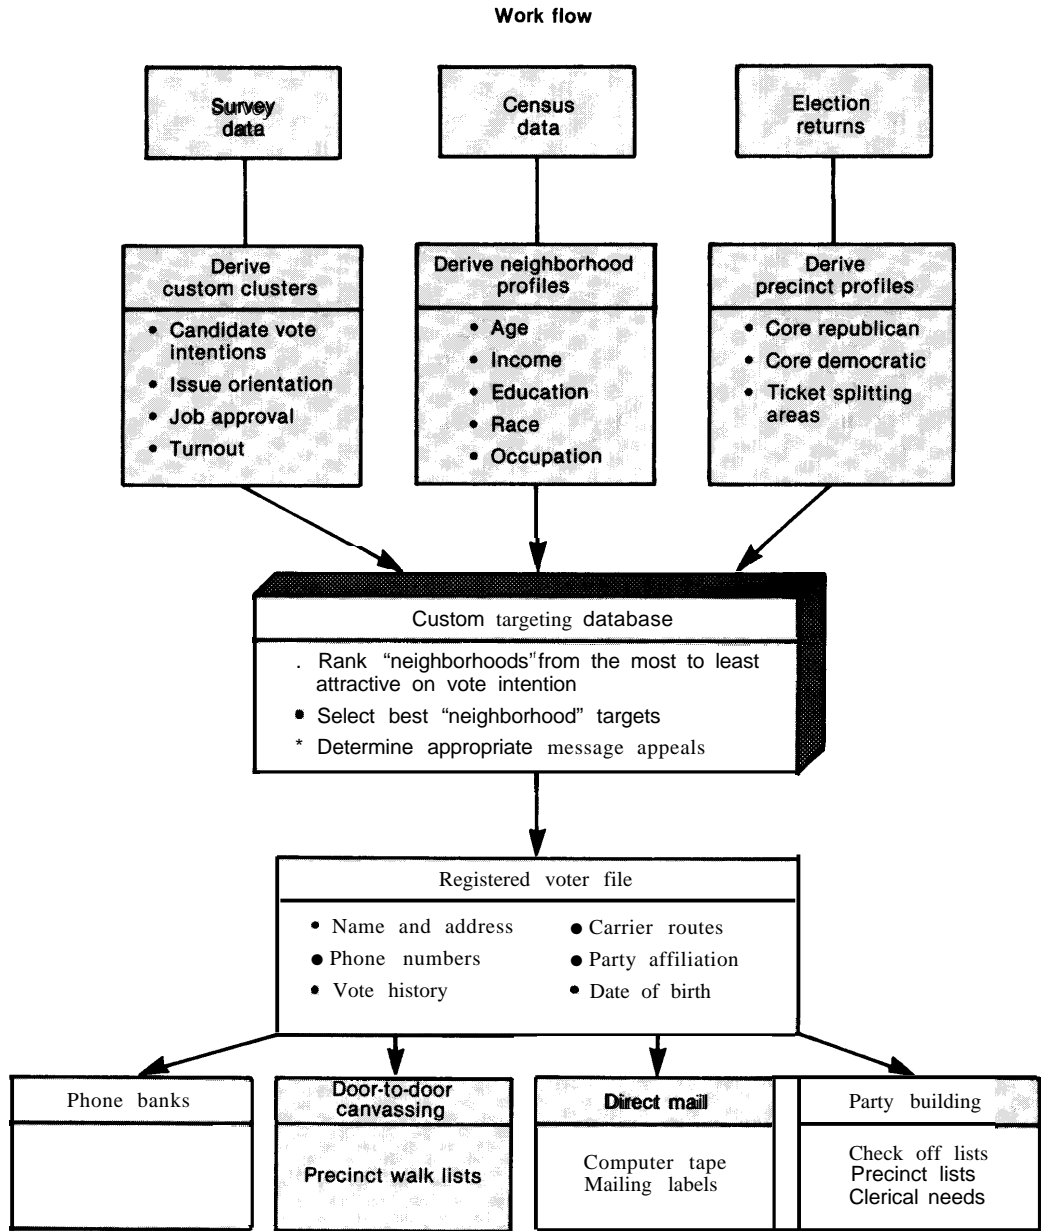 Work flow
Survey
data
Census
data
Election
returns
Derive
custom clusters
• Candidate vote
intentions
• Issue orientation
• Job approval
• Turnout
Derive neighborhood
profiles
• Age
• Income
• Education
• Race
• Occupation
Derive
precinct profiles
• Core republican
• Core democratic
• Ticket splitting
areas
Custom targeting database
. Rank “neighborhoods” from the most to least
attractive on vote intention
• Select best “neighborhood” targets
* Determine appropriate message appeals
Registered voter file
• Name and address
• Phone numbers
• Vote history
• Carrier routes
• Party affiliation
• Date of birth
Phone banks
Door-to-door
canvassing
Precinct walk lists
Direct mail
Computer tape
Mailing labels
Party building
Check off lists
Precinct lists
Clerical needs